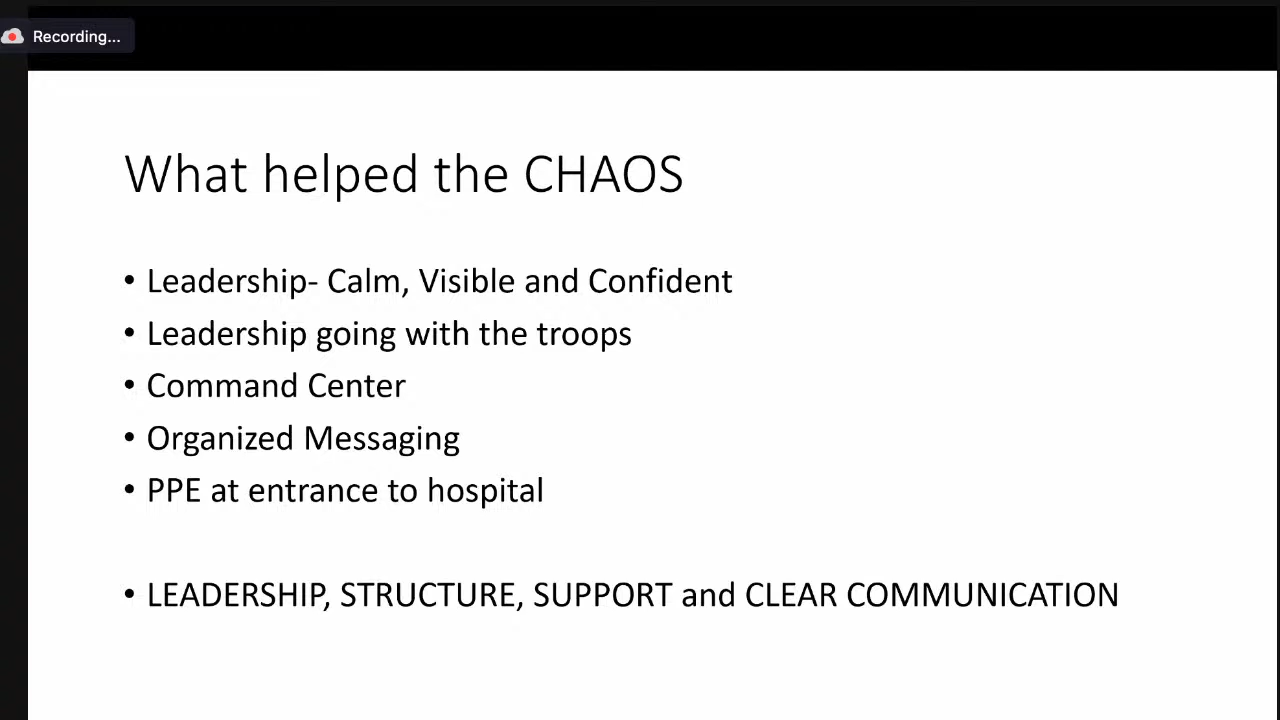 Recording...
What helped the CHAOS
• Leadership- Calm, Visible and Confident
• Leadership going with the troops
• Command Center
• Organized Messaging
• PPE at entrance to hospital
• LEADERSHIP, STRUCTURE, SUPPORT and CLEAR COMMUNICATION